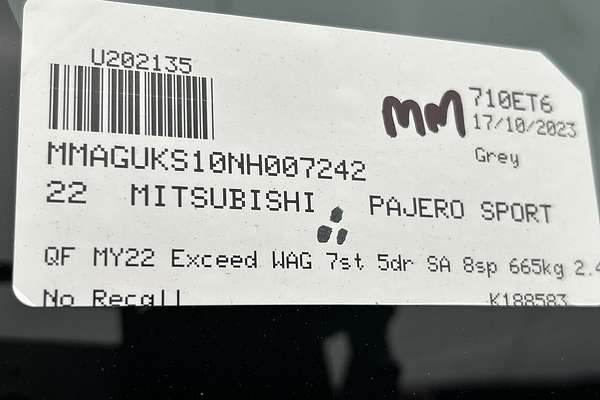 U202135
MM
710ET6
17/10/2023
Grey
MMAGUKS10NH007242
22 MITSUBISHI PAJERO SPORT
QF MY22 Exceed WAG 7st 5dr SA 8sp 665kg 2.4
No Recall K188583